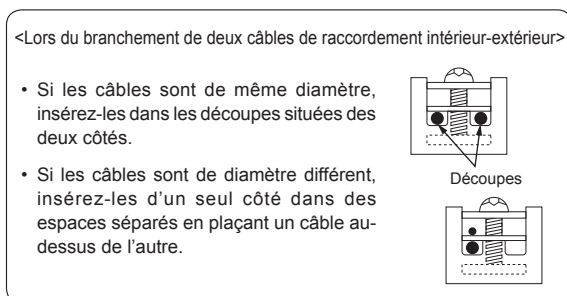 <Lors du branchement de deux câbles de raccordement intérieur-extérieur>
• Si les câbles sont de même diamètre,
insérez-les dans les découpes situées des
deux côtés.
• Si les câbles sont de diamètre différent,
insérez-les d'un seul côté dans des
espaces séparés en plaçant un câble au-
dessus de l'autre.
Découpes